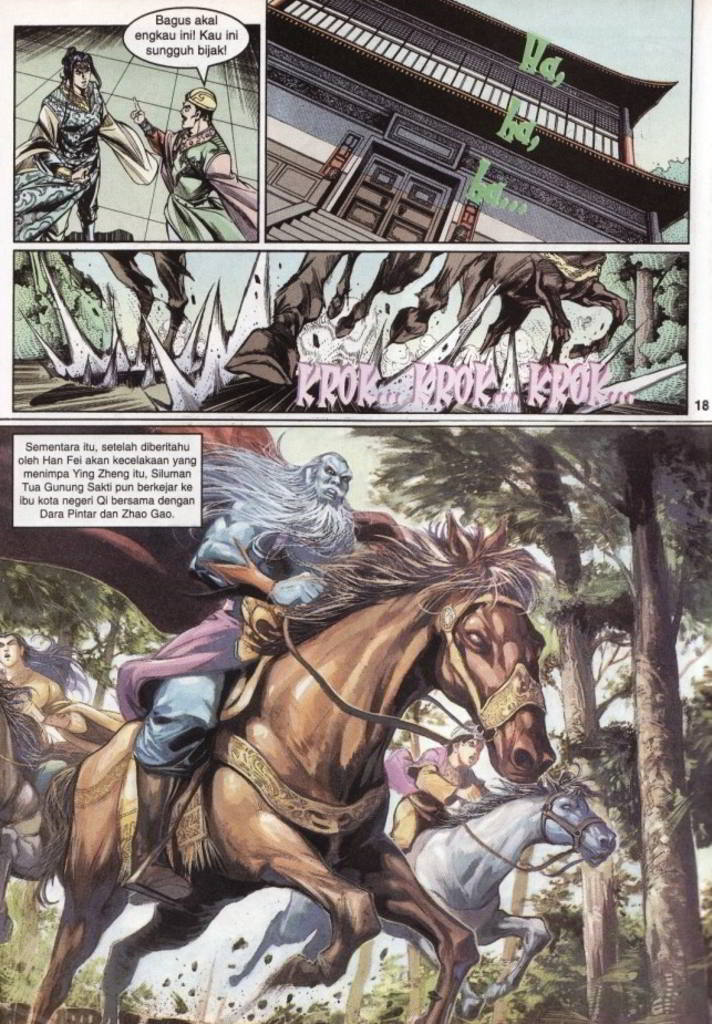 Bagus akal
engkau ini! Kau ini
sungguh bijak!
Ha,
ha,
ha...
KROK... KROK... KROK...
18
Sementara itu, setelah diberitahu
oleh Han Fei akan kecelakaan yang
menimpa Ying Zheng itu, Siluman
Tua Gunung Sakti pun berkejar ke
ibu kota negeri Qi bersama dengan
Dara Pintar dan Zhao Gao.